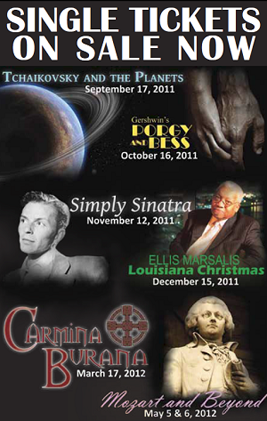 SINGLE TICKETS
ON SALE NOW
TCHAIKOVSKY AND THE PLANETS
September 17, 2011
Gershwin's
PORGY
AND BESS
October 16, 2011
Simply Sinatra
November 12, 2011
ELLIS MARSALIS
Louisiana Christmas
December 15, 2011
CARMINA
BURANA
March 17, 2012
Mozart and Beyond
May 5 & 6, 2012